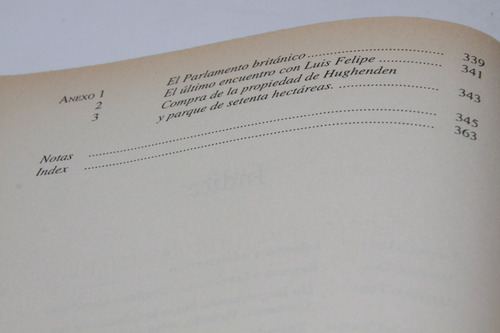 ANEXO 1 El Parlamento británico.................................. 339
2 El último encuentro con Luis Felipe .............. 341
3 Compra de la propiedad de Hughenden
y parque de setenta hectáreas. ........................ 343
Notas ........................................................................ 345
Index ........................................................................ 363